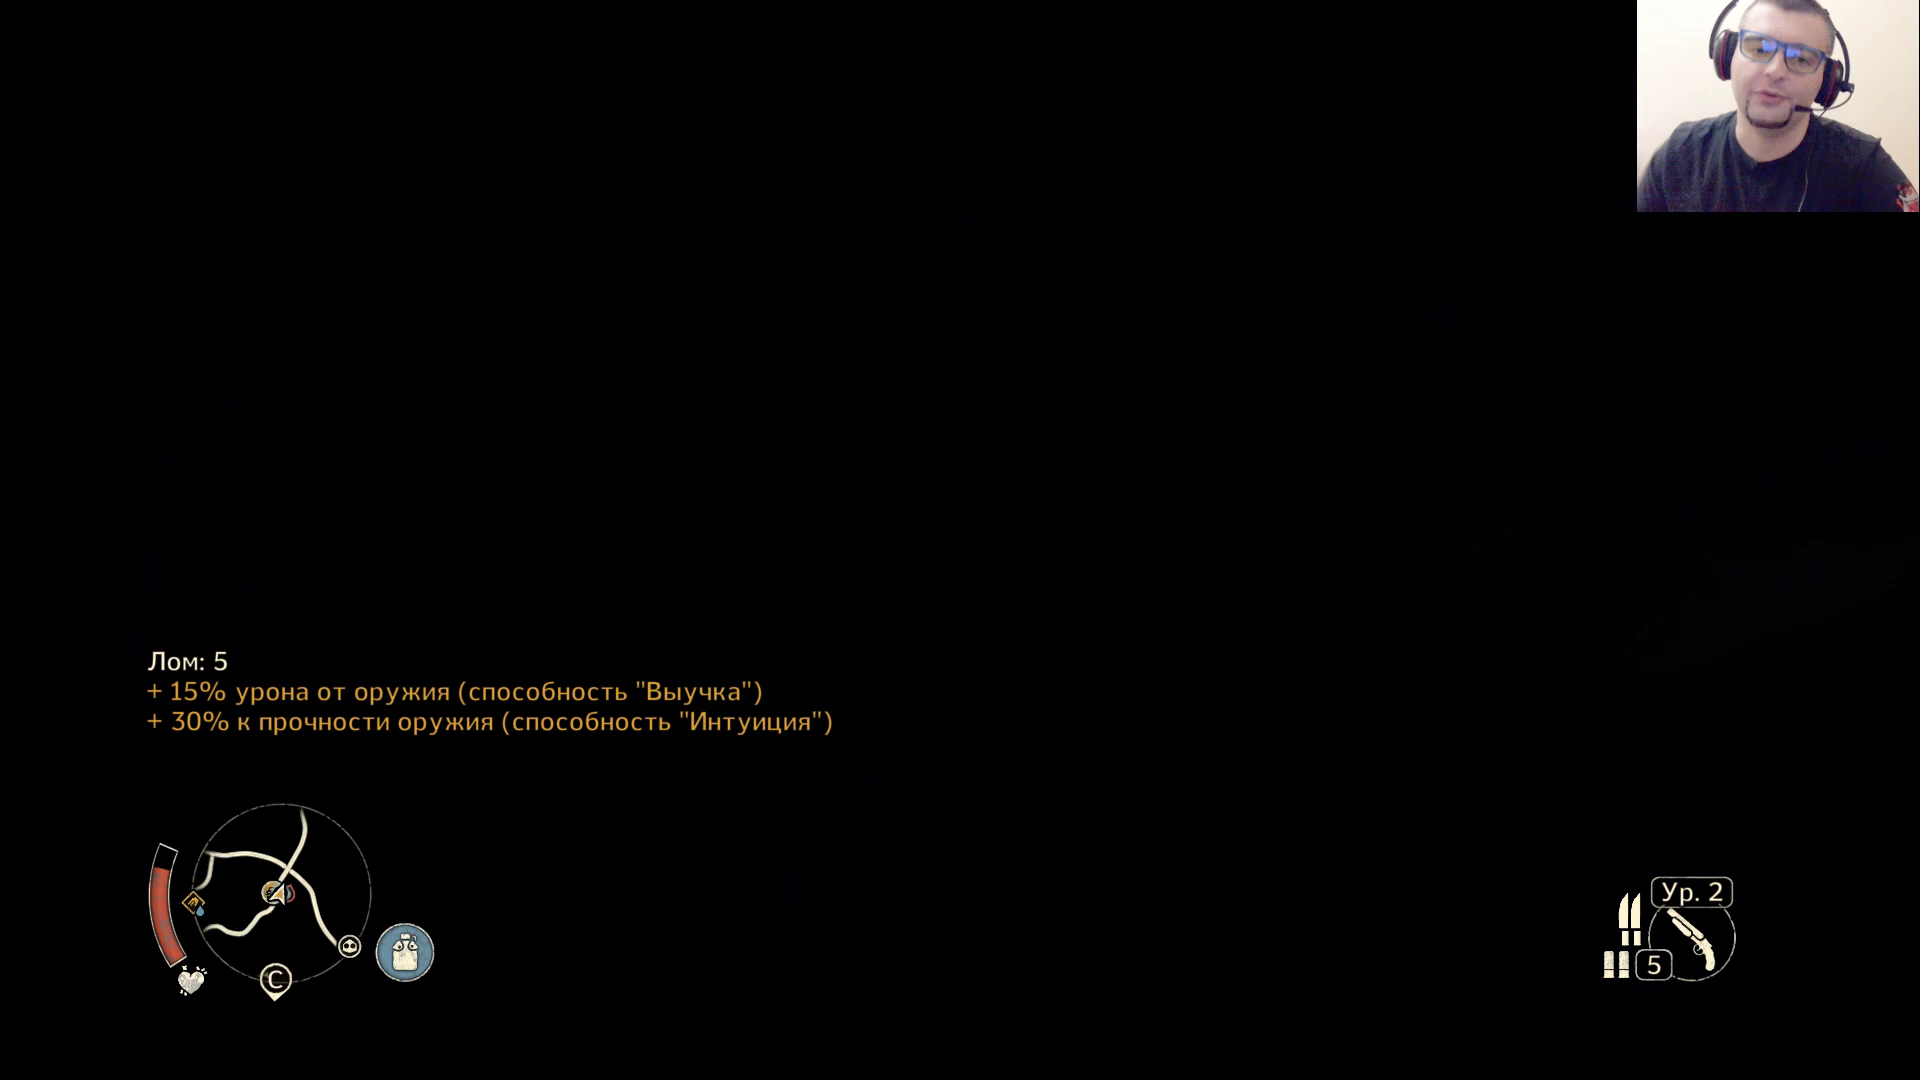 Лом: 5
+ 15% урона от оружия (способность "Выучка")
+ 30% к прочности оружия (способность "Интуиция")
С
Ур. 2
5